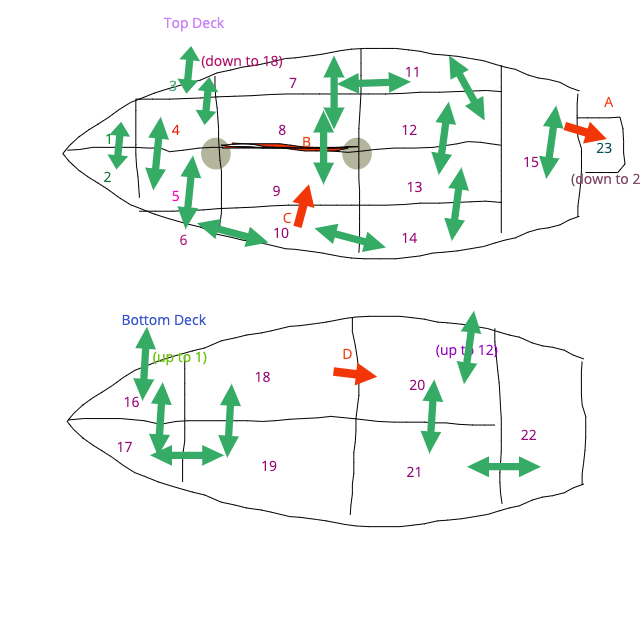 Top Deck
(down to 18)
3
7
11
A
1
4
8
B
12
23
2
15
(down to 2
5
9
13
C
6
10
14
Bottom Deck
(up to 1)
(up to 12)
D
16
18
20
17
19
21
22